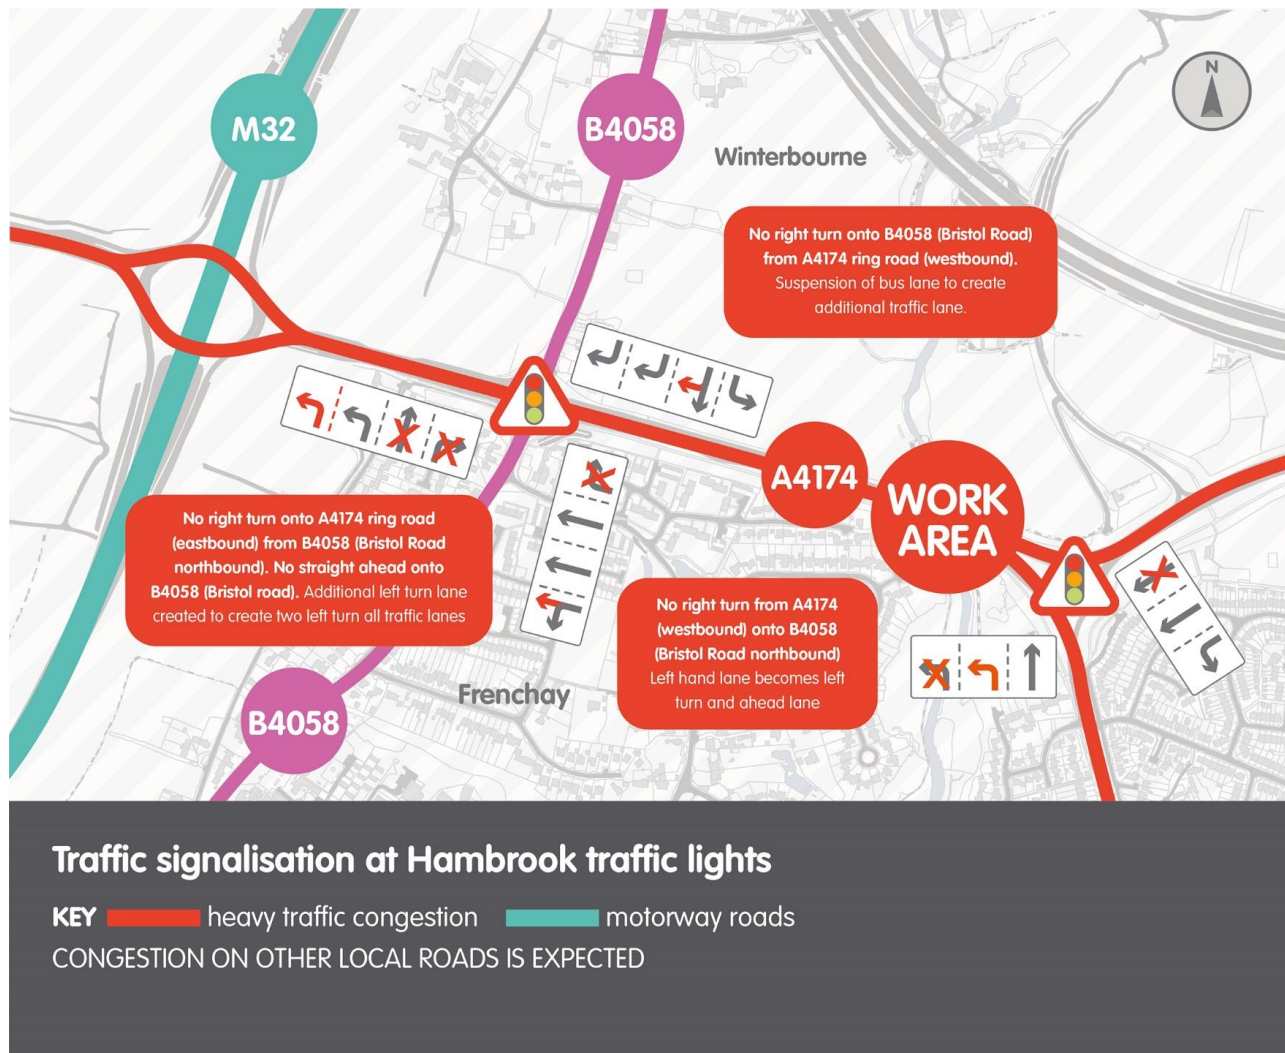 N
M32
B4058
Winterbourne
No right turn onto B4058 (Bristol Road)
from A4174 ring road (westbound).
Suspension of bus lane to create
additional traffic lane.
A4174
WORK
AREA
No right turn onto A4174 ring road
(eastbound) from B4058 (Bristol Road
northbound). No straight ahead onto
B4058 (Bristol road). Additional left turn lane
created to create two left turn all traffic lanes
No right turn from A4174
(westbound) onto B4058
(Bristol Road northbound)
Left hand lane becomes left
turn and ahead lane
Frenchay
B4058
Traffic signalisation at Hambrook traffic lights
KEY heavy traffic congestion motorway roads
CONGESTION ON OTHER LOCAL ROADS IS EXPECTED